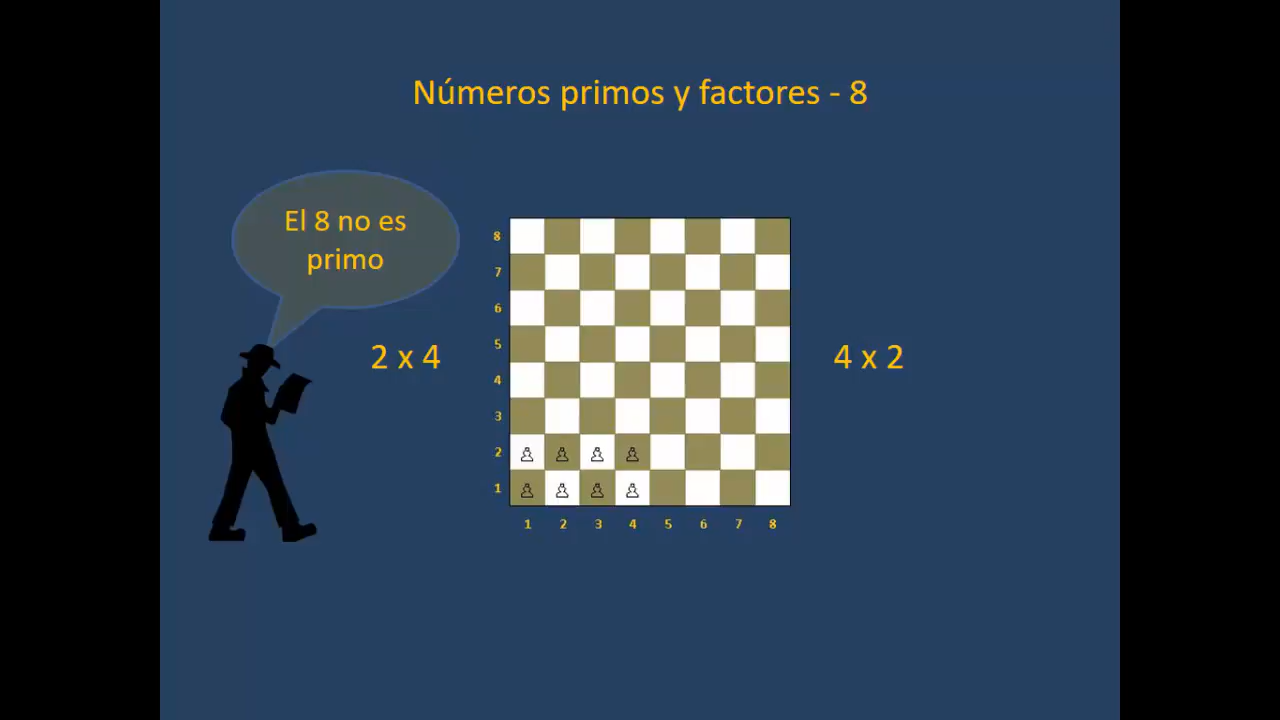 Números primos y factores - 8
El 8 no es
primo
2 x 4
4 x 2
8
7
6
5
4
3
2
1
1 2 3 4 5 6 7 8